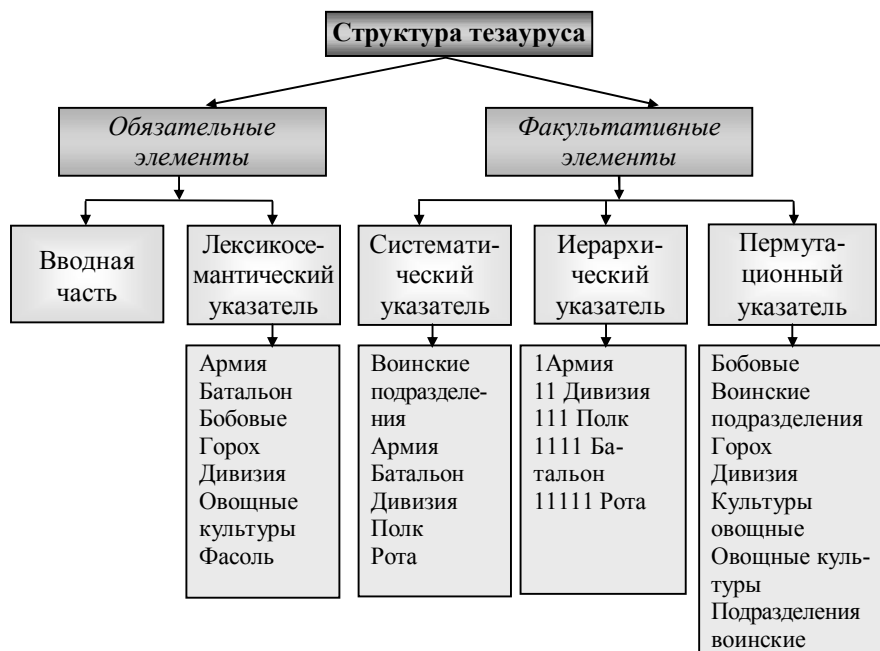 Структура тезауруса
Обязательные
элементы
Факультативные
элементы
Вводная
часть
Лексикосе-
мантический
указатель
Системати-
ческий
указатель
Иерархи-
ческий
указатель
Пермута-
ционный
указатель
Армия
Батальон
Бобовые
Горох
Дивизия
Овощные
культуры
Фасоль
Воинские
подразделе-
ния
Армия
Батальон
Дивизия
Полк
Рота
1Армия
11 Дивизия
111 Полк
1111 Ба-
тальон
11111 Рота
Бобовые
Воинские
подразделения
Горох
Дивизия
Культуры
овощные
Овощные куль-
туры
Подразделения
воинские